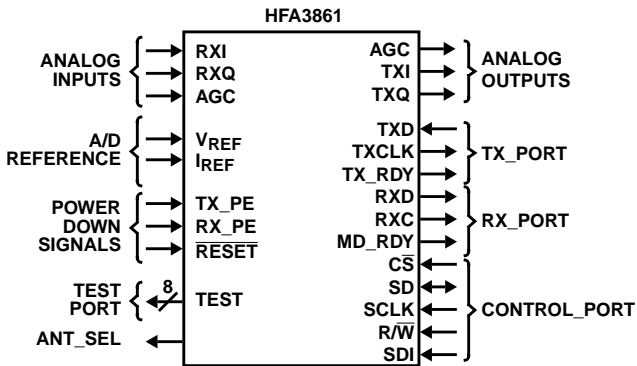 HFA3861
ANALOG
INPUTS
RXI
RXQ
AGC
A/D
REFERENCE
VREF
IREF
POWER
DOWN
SIGNALS
TX_PE
RX_PE
RESET
TEST
PORT
8
TEST
ANT_SEL
AGC
TXI
TXQ
ANALOG
OUTPUTS
TXD
TXCLK
TX_RDY
TX_PORT
RXD
RXC
MD_RDY
RX_PORT
CS
SD
SCLK
R/W
SDI
CONTROL_PORT